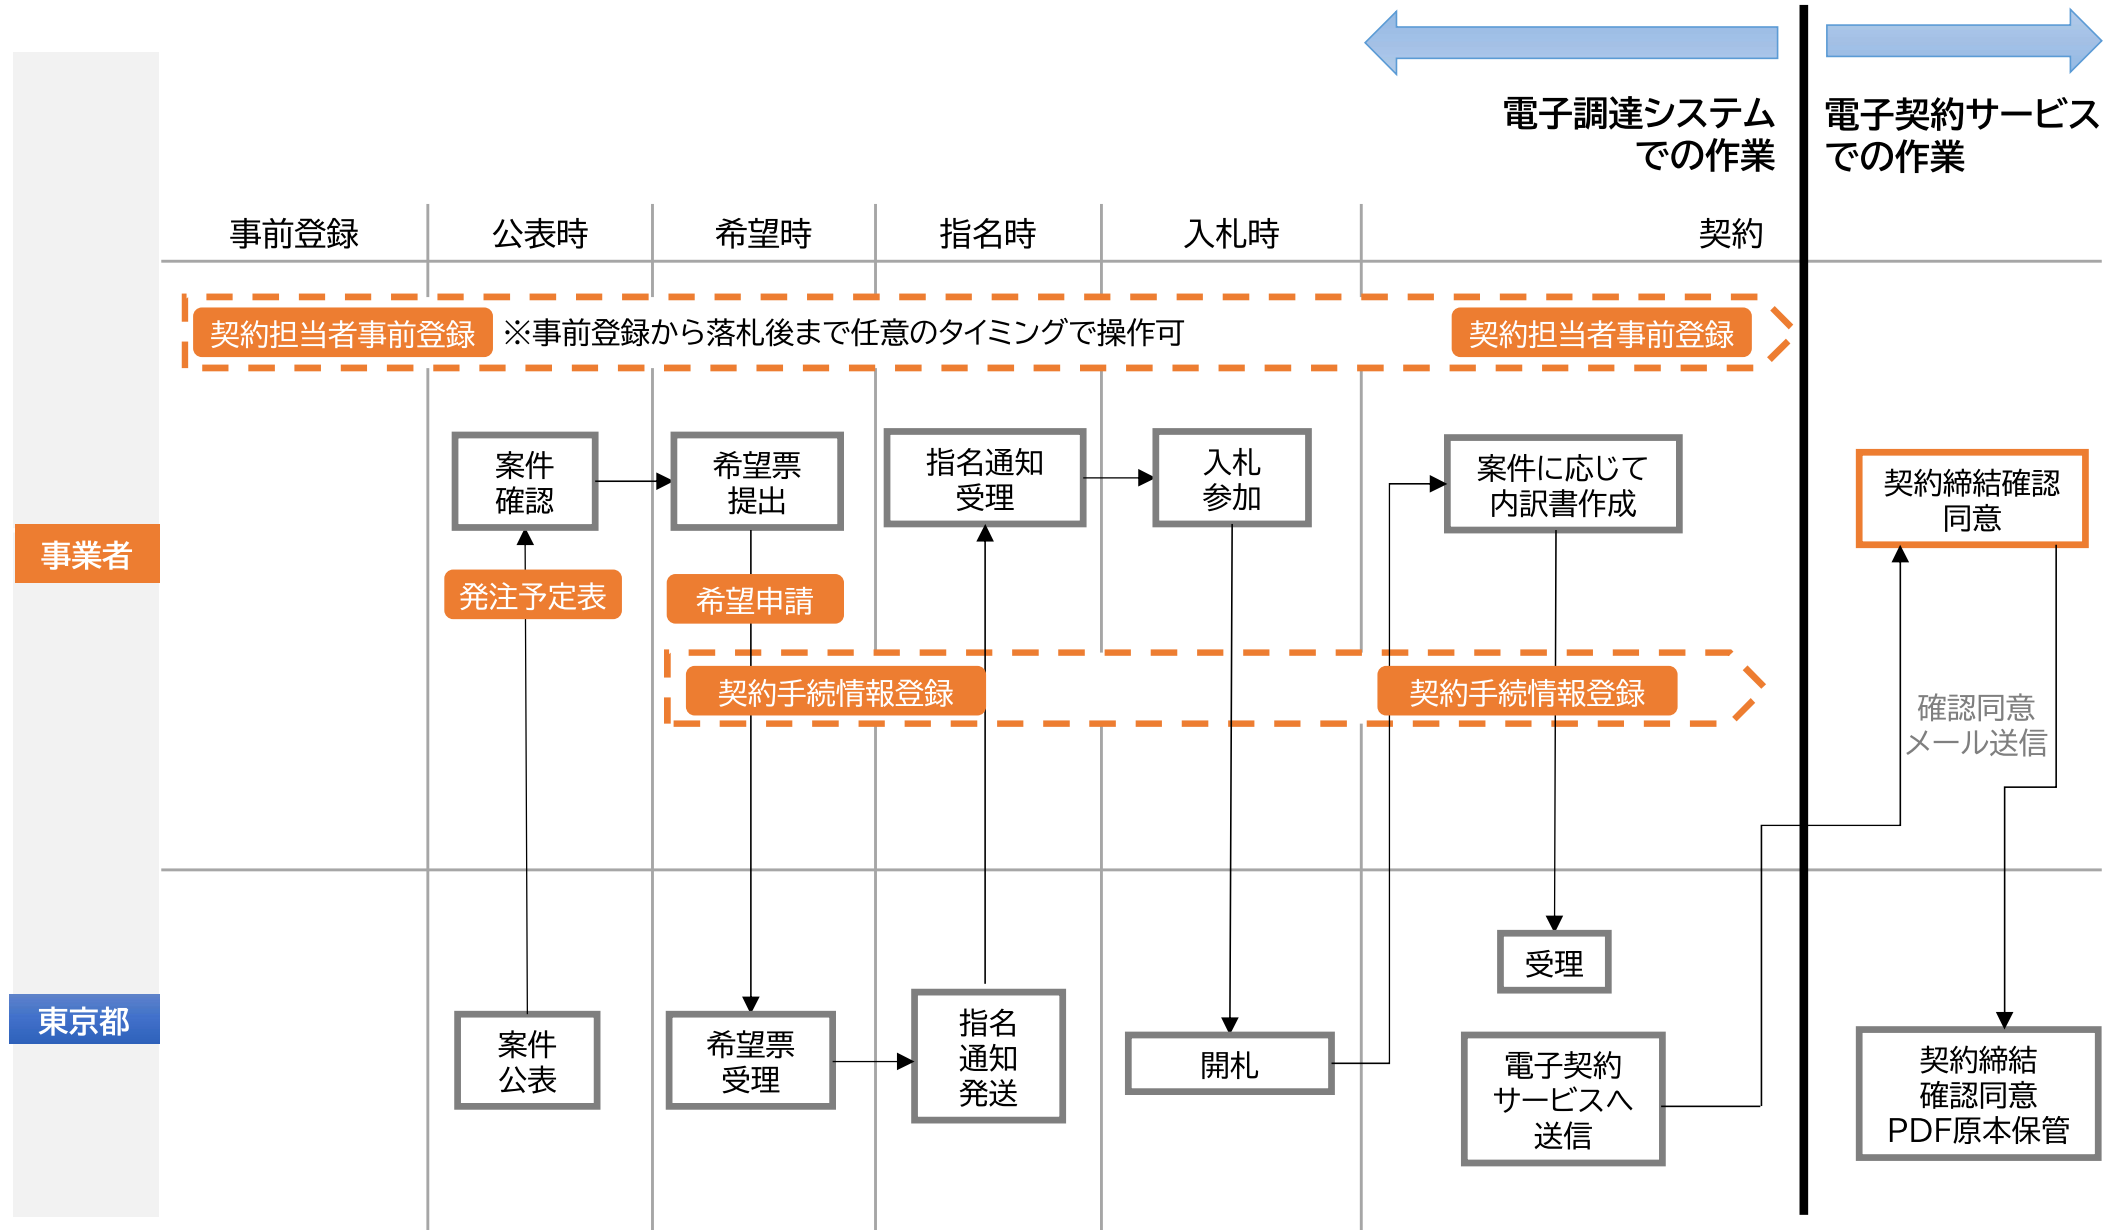 電子調達システム
での作業
電子契約サービス
での作業
事前登録
公表時
希望時
指名時
入札時
契約
契約担当者事前登録
※事前登録から落札後まで任意のタイミングで操作可
契約担当者事前登録
案件
確認
希望票
提出
指名通知
受理
入札
参加
案件に応じて
内訳書作成
契約締結確認
同意
事業者
発注予定表
希望申請
契約手続情報登録
契約手続情報登録
確認同意
メール送信
受理
東京都
案件
公表
希望票
受理
指名
通知
発送
開札
電子契約
サービスへ
送信
契約締結
確認同意
PDF原本保管